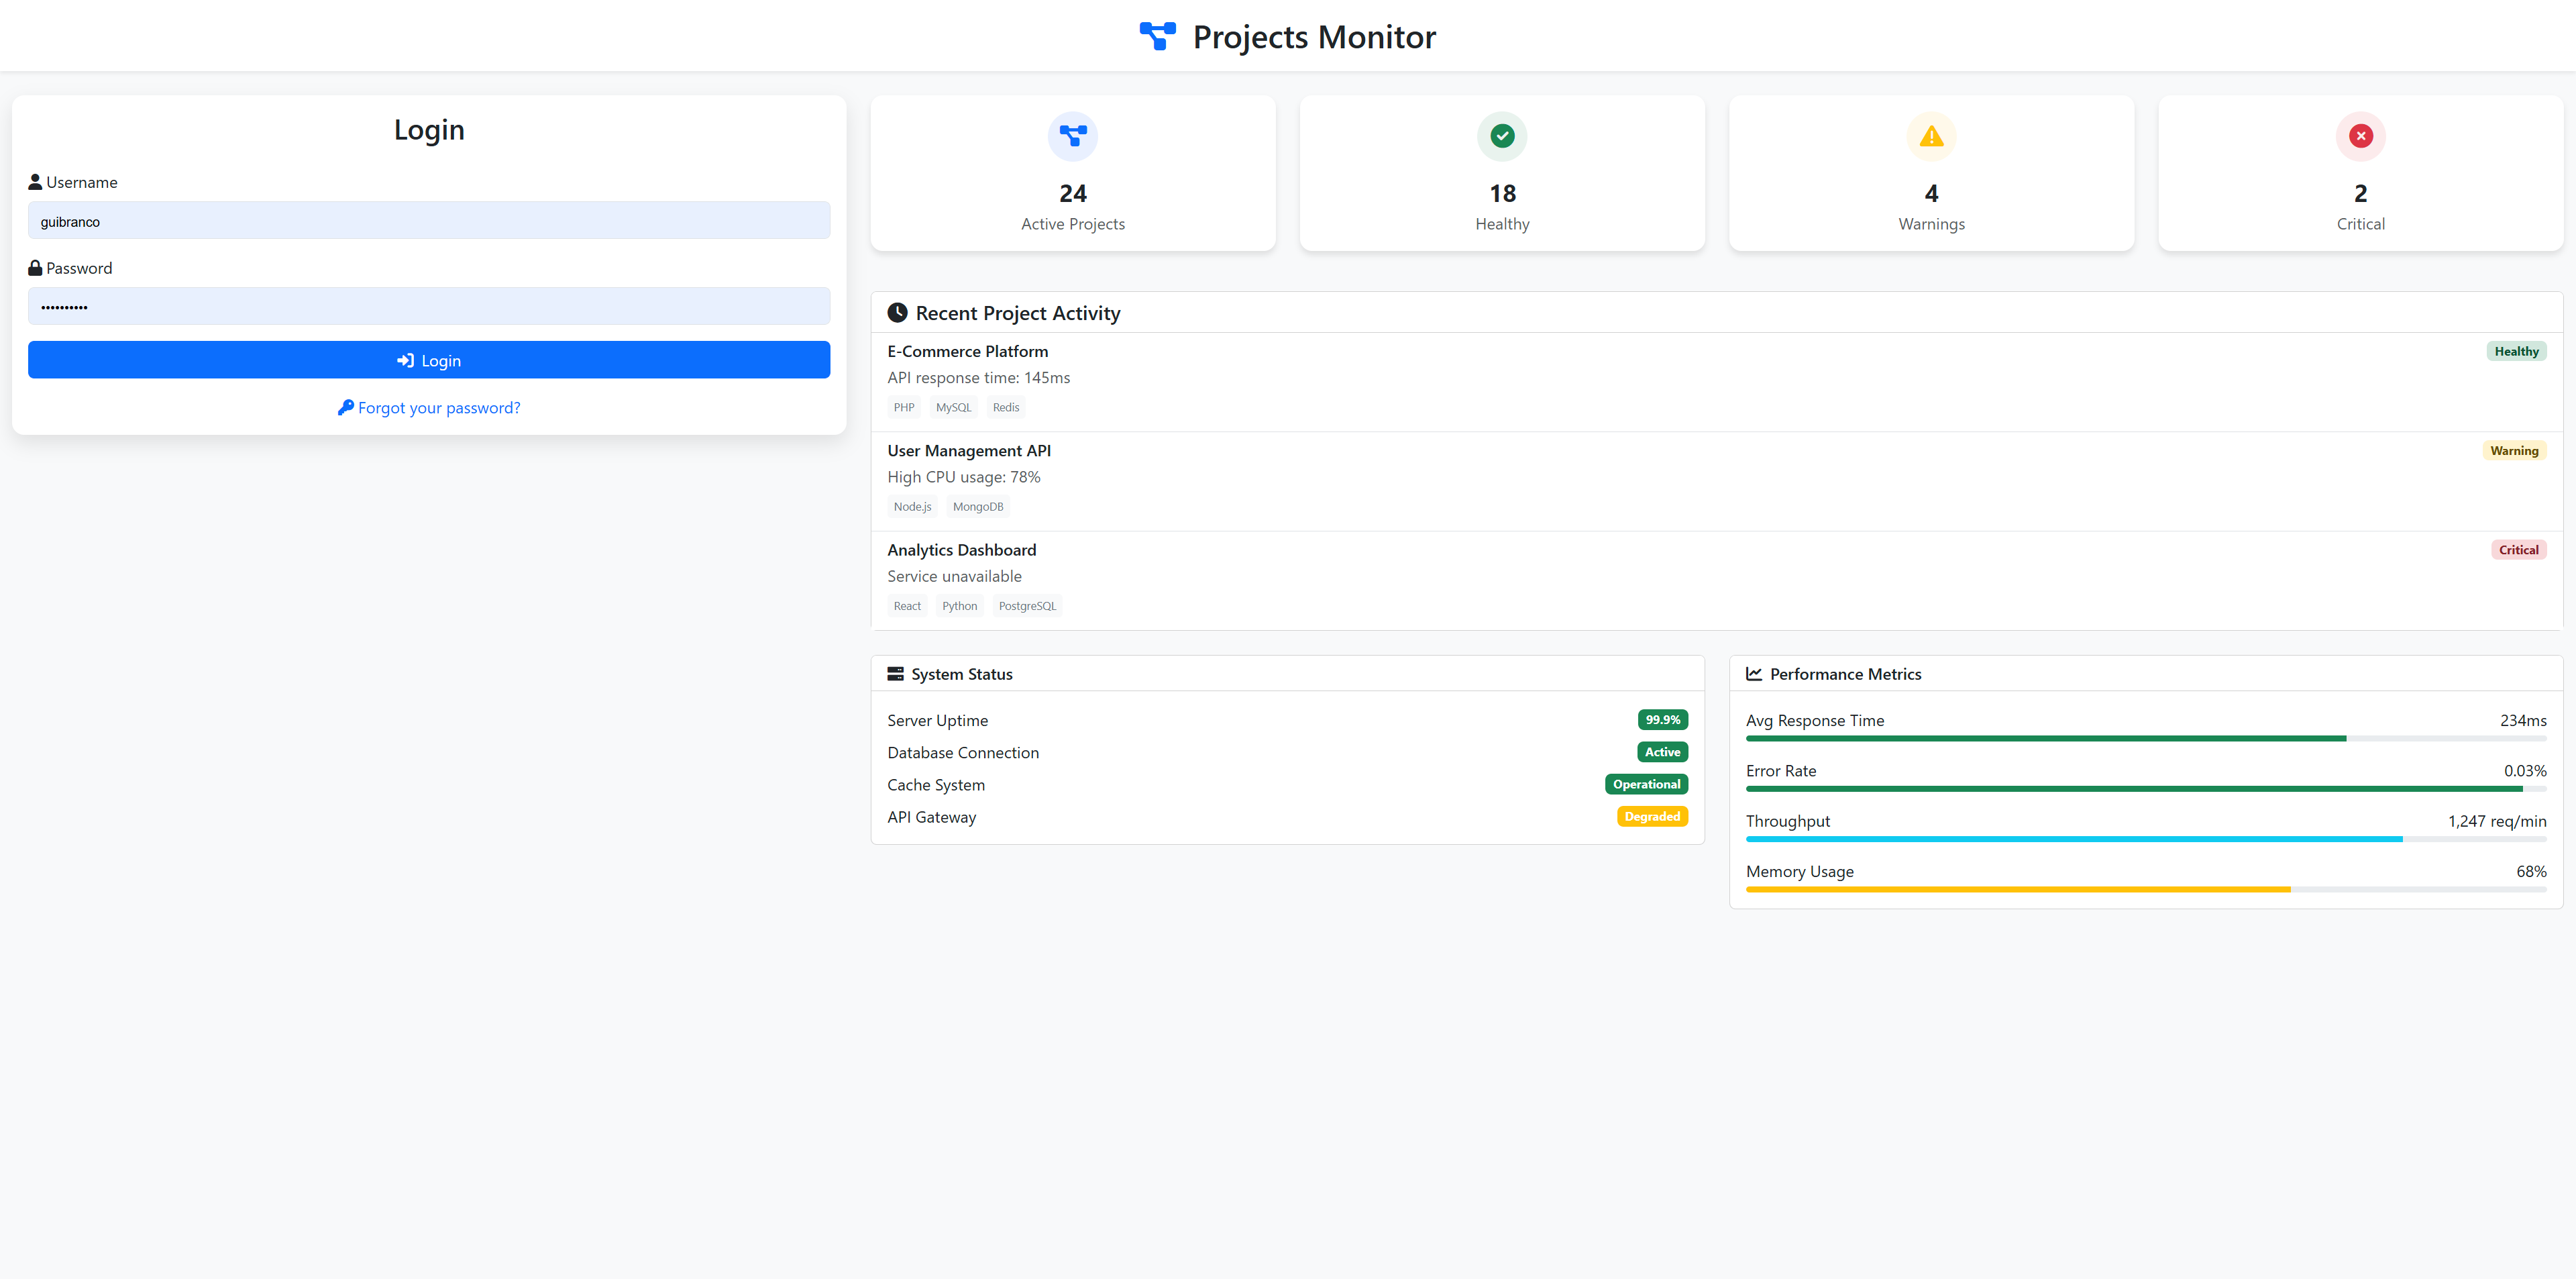 Projects Monitor
Login
Username
guibranco
Password
••••••••••
Login
Forgot your password?
24
Active Projects
18
Healthy
4
Warnings
2
Critical
Recent Project Activity
E-Commerce Platform
Healthy
API response time: 145ms
PHP MySQL Redis
User Management API
Warning
High CPU usage: 78%
Node.js MongoDB
Analytics Dashboard
Critical
Service unavailable
React Python PostgreSQL
System Status
Server Uptime 99.9%
Database Connection Active
Cache System Operational
API Gateway Degraded
Performance Metrics
Avg Response Time 234ms
Error Rate 0.03%
Throughput 1,247 req/min
Memory Usage 68%